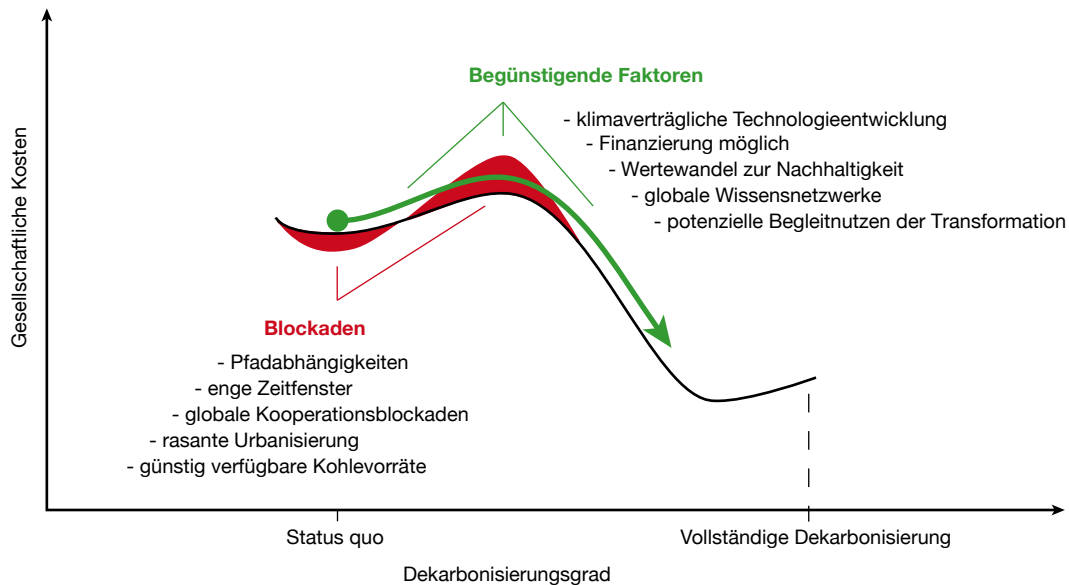 Begünstigende Faktoren
- klimaverträgliche Technologieentwicklung
- Finanzierung möglich
- Wertewandel zur Nachhaltigkeit
- globale Wissensnetzwerke
- potenzielle Begleitnutzen der Transformation
Gesellschaftliche Kosten
Blockaden
- Pfadabhängigkeiten
- enge Zeitfenster
- globale Kooperationsblockaden
- rasante Urbanisierung
- günstig verfügbare Kohlevorräte
Status quo
Vollständige Dekarbonisierung
Dekarbonisierungsgrad